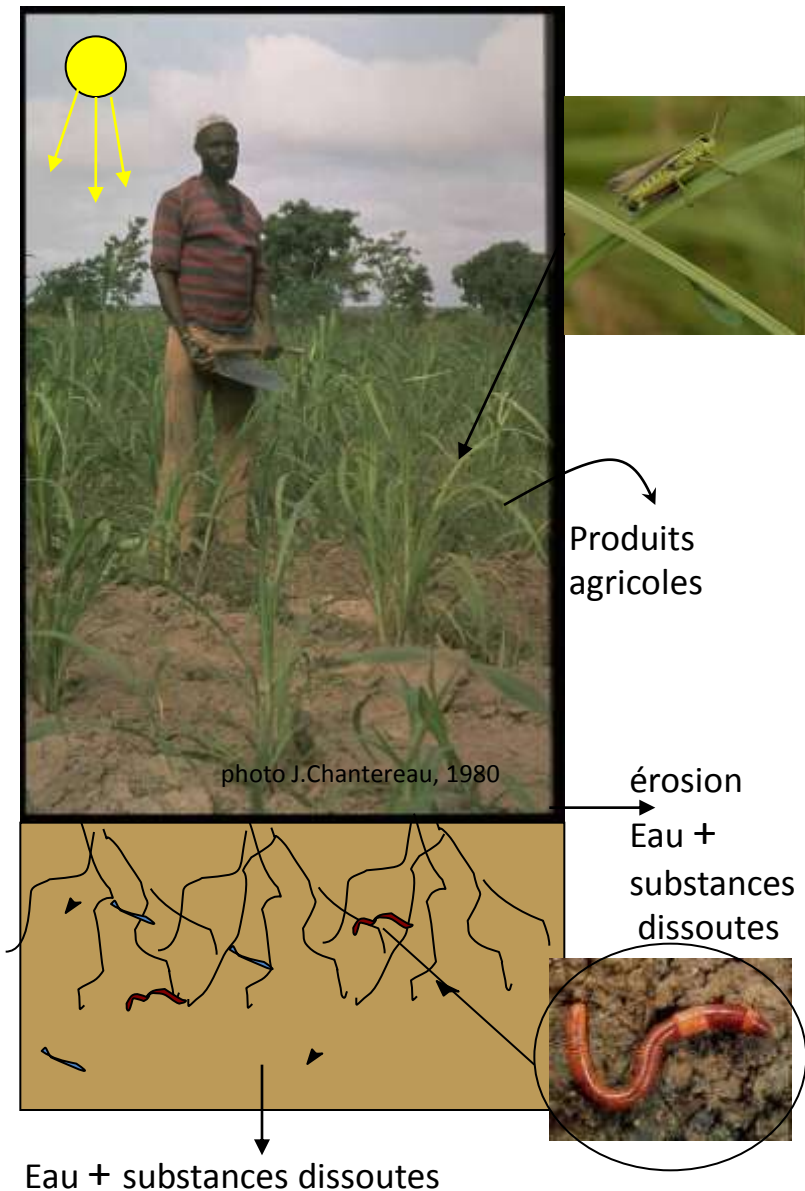 Produits
agricoles
photo J.Chantereau, 1980
érosion
Eau +
substances
dissoutes
Eau + substances dissoutes